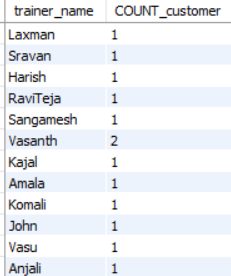 trainer_name COUNT_customer
Laxman 1
Sravan 1
Harish 1
RaviTeja 1
Sangamesh 1
Vasanth 2
Kajal 1
Amala 1
Komali 1
John 1
Vasu 1
Anjali 1